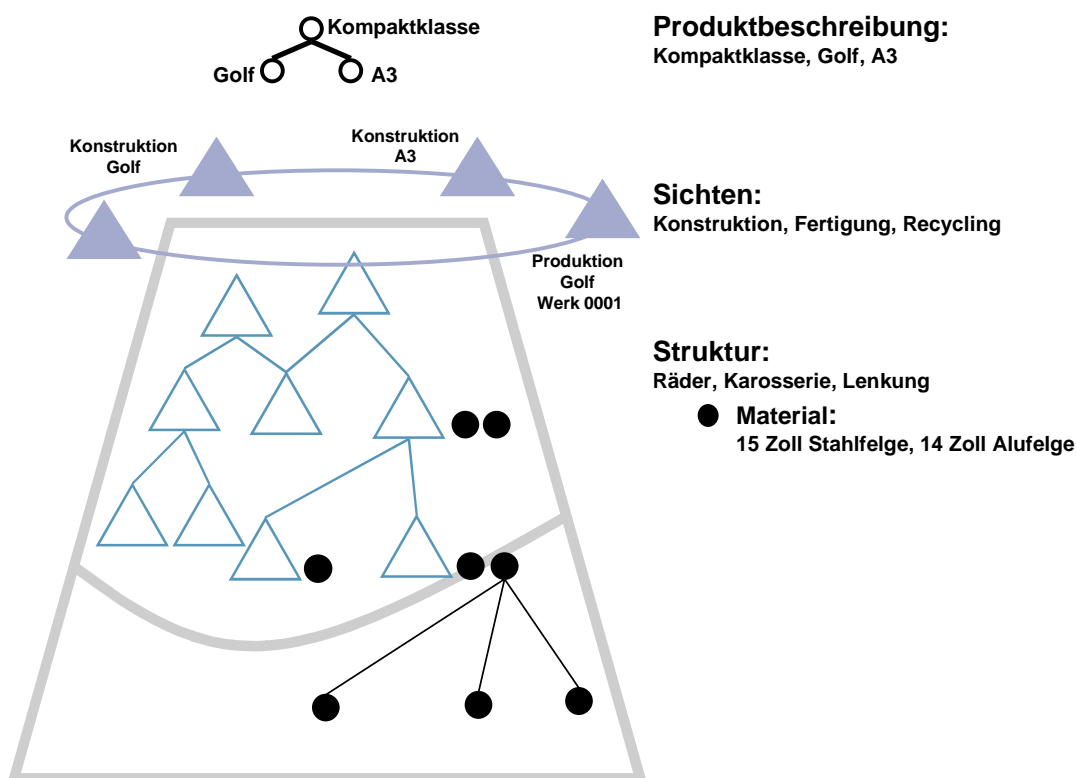 Kompaktklasse
Golf
A3
Produktbeschreibung:
Kompaktklasse, Golf, A3
Konstruktion
Golf
Konstruktion
A3
Sichten:
Konstruktion, Fertigung, Recycling
Produktion
Golf
Werk 0001
Struktur:
Räder, Karosserie, Lenkung
Material:
15 Zoll Stahlfelge, 14 Zoll Alufelge